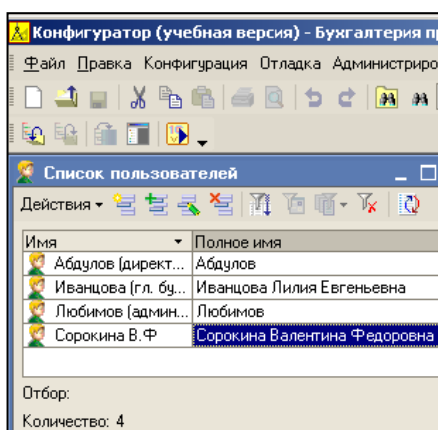 Конфигуратор (учебная версия) - Бухгалтерия п
Файл Правка Конфигурация Отладка Администриро
Список пользователей
Действия
Имя Полное имя
Абдулов (директ... Абдулов
Иванцова (гл. бу... Иванцова Лилия Евгеньевна
Любимов (админ... Любимов
Сорокина В.Ф Сорокина Валентина Федоровна
Отбор:
Количество: 4